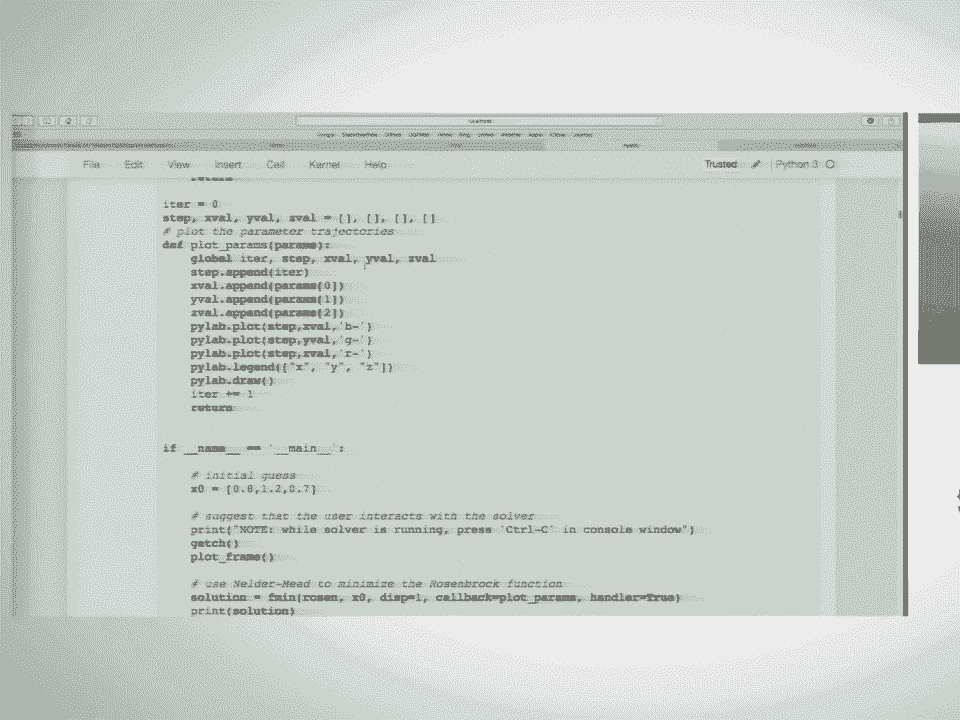 File Edit View Insert Cell Kernel Help Trusted Python 3
return
iter = 0
step, xval, yval, zval = [], [], [], []
# plot the parameter trajectories
def plot_params(params):
global iter, step, xval, yval, zval
step.append(iter)
xval.append(params[0])
yval.append(params[1])
zval.append(params[2])
pylab.plot(step,xval,'b-')
pylab.plot(step,yval,'g-')
pylab.plot(step,zval,'r-')
pylab.legend(["x", "y", "z"])
pylab.draw()
iter += 1
return
if __name__ == '__main__':
# initial guess
x0 = [0.8,1.2,0.7]
# suggest that the user interacts with the solver
print("NOTE: while solver is running, press 'Ctrl-C' in console window")
getch()
plot_frame()
# use Nelder-Mead to minimize the Rosenbrock function
solution = fmin(rosen, x0, disp=1, callback=plot_params, handler=True)
print(solution)